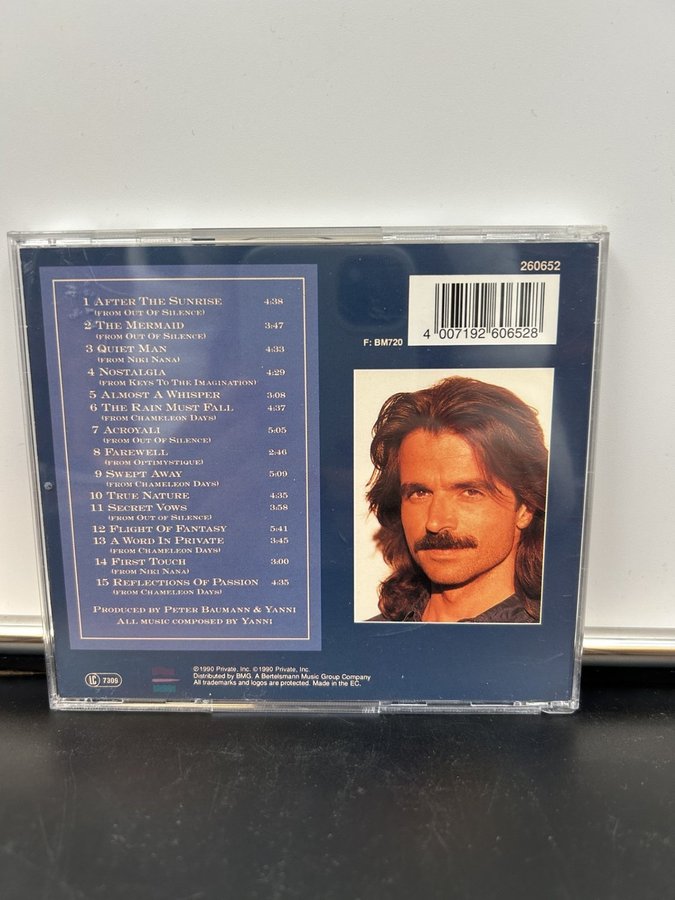 260652
4 007192 606528
F: BM720
1 AFTER THE SUNRISE 4:38
(FROM OUT OF SILENCE)
2 THE MERMAID 3:47
(FROM OUT OF SILENCE)
3 QUIET MAN 4:33
(FROM NIKI NANA)
4 NOSTALGIA 4:29
(FROM KEYS TO THE IMAGINATION)
5 ALMOST A WHISPER 3:08
6 THE RAIN MUST FALL 4:37
(FROM CHAMELEON DAYS)
7 ACROYALI 5:05
(FROM OUT OF SILENCE)
8 FAREWELL 2:46
(FROM OPTIMYSTIQUE)
9 SWEPT AWAY 5:09
(FROM CHAMELEON DAYS)
10 TRUE NATURE 4:35
11 SECRET VOWS 3:58
(FROM OUT OF SILENCE)
12 FLIGHT OF FANTASY 5:41
13 A WORD IN PRIVATE 3:45
(FROM CHAMELEON DAYS)
14 FIRST TOUCH 3:00
(FROM NIKI NANA)
15 REFLECTIONS OF PASSION 4:35
(FROM CHAMELEON DAYS)
PRODUCED BY PETER BAUMANN & YANNI
ALL MUSIC COMPOSED BY YANNI
LC 7309
℗1990 Private, Inc. ©1990 Private, Inc.
Distributed by BMG. A Bertelsmann Music Group Company
All trademarks and logos are protected. Made in the EC.